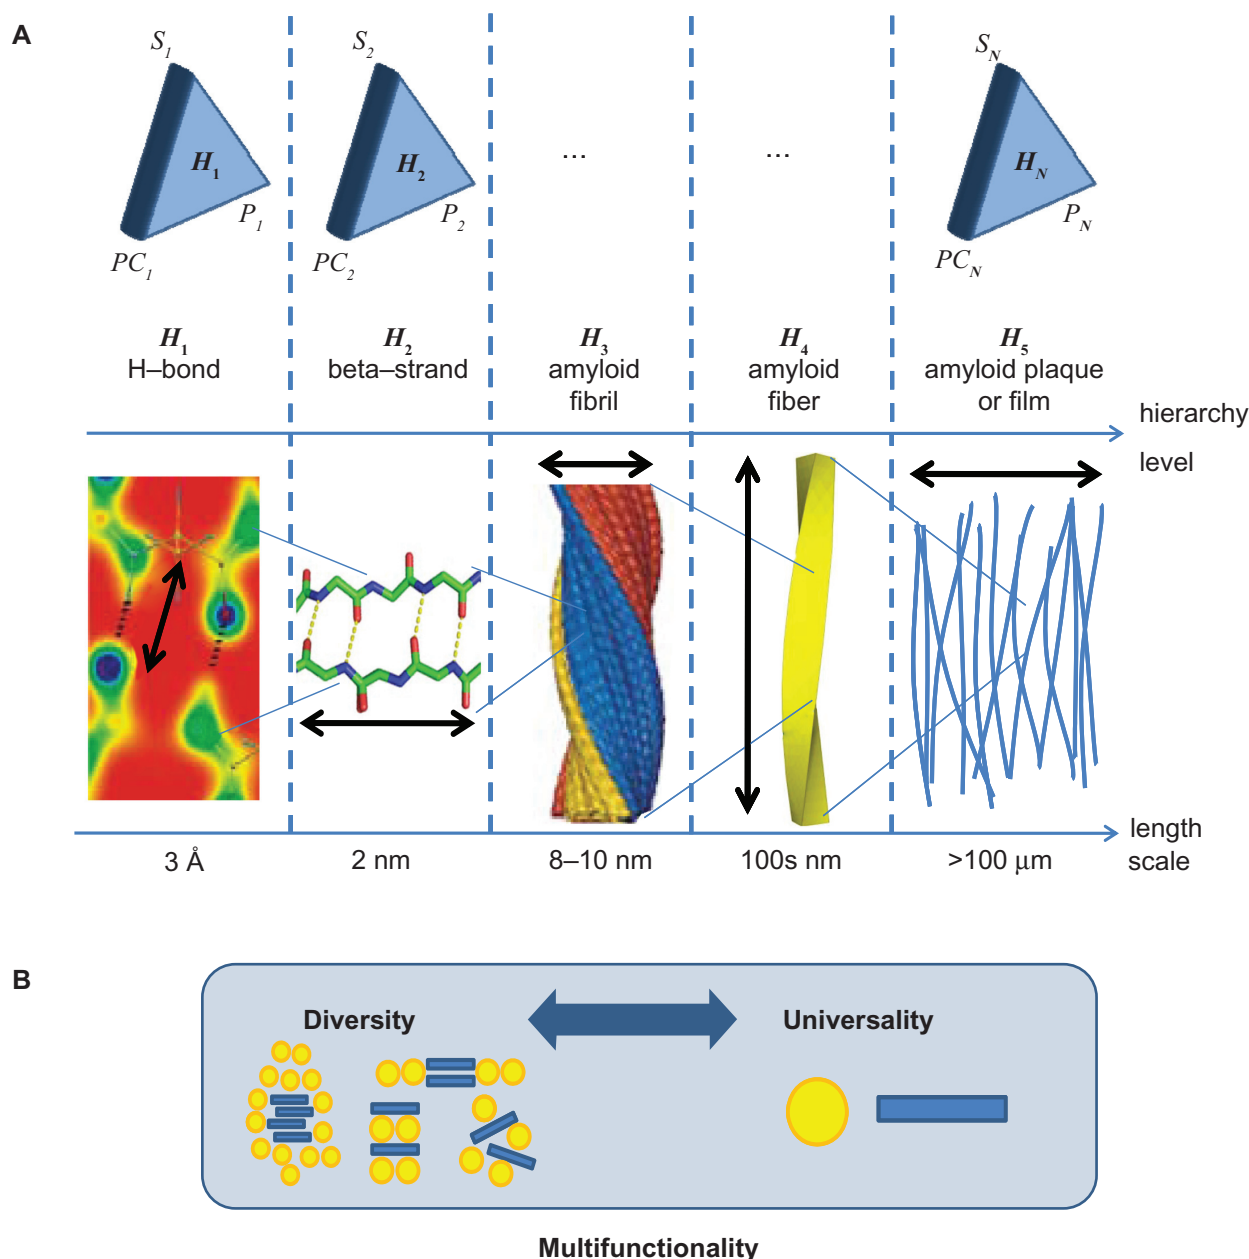 A
S1 S2 SN
H1 H2 ... ... HN
P1 P2 PN
PC1 PC2 PCN
H1 H2 H3 H4 H5
H–bond beta–strand amyloid amyloid amyloid plaque
fibril fiber or film
hierarchy
level
length
3 Å 2 nm 8–10 nm 100s nm >100 μm scale
B
Diversity Universality
Multifunctionality